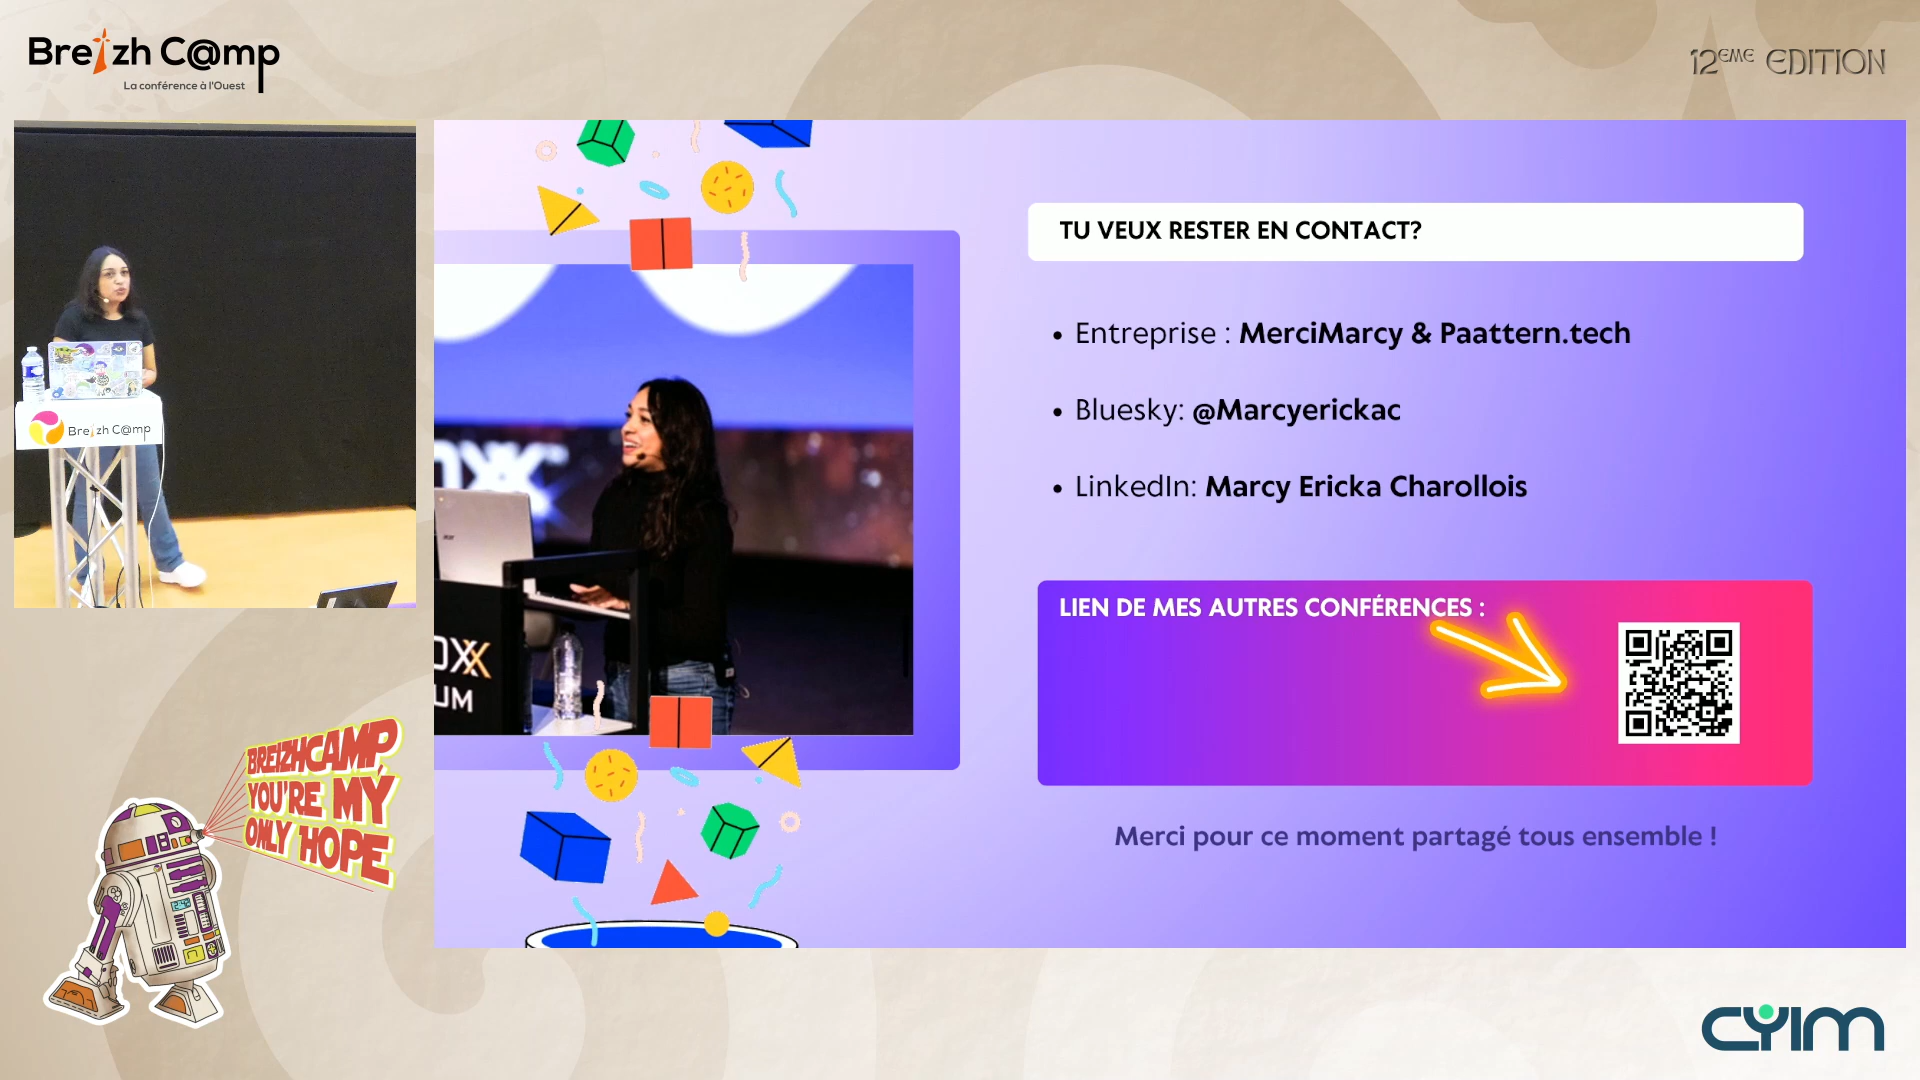 Breizh C@mp
La conférence à l'Ouest
12EME EDITION
Breizh C@mp
TU VEUX RESTER EN CONTACT?
• Entreprise : MerciMarcy & Paattern.tech
• Bluesky: @Marcyerickac
• LinkedIn: Marcy Ericka Charollois
LIEN DE MES AUTRES CONFÉRENCES :
Merci pour ce moment partagé tous ensemble !
BREIZHCAMP,
YOU'RE MY
ONLY HOPE
CYIM